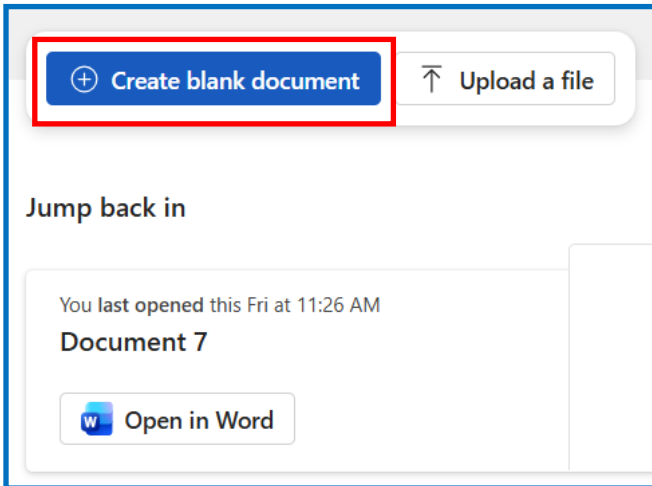 Create blank document
Upload a file
Jump back in
You last opened this Fri at 11:26 AM
Document 7
W
Open in Word